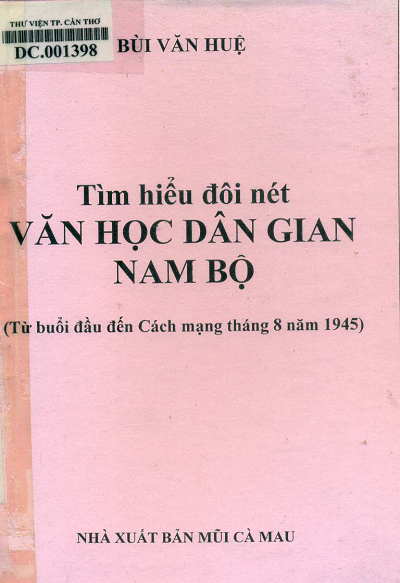 THƯ VIỆN TP. CẦN THƠ
DC.001398
BÙI VĂN HUỆ
Tìm hiểu đôi nét
VĂN HỌC DÂN GIAN
NAM BỘ
(Từ buổi đầu đến Cách mạng tháng 8 năm 1945)
NHÀ XUẤT BẢN MŨI CÀ MAU